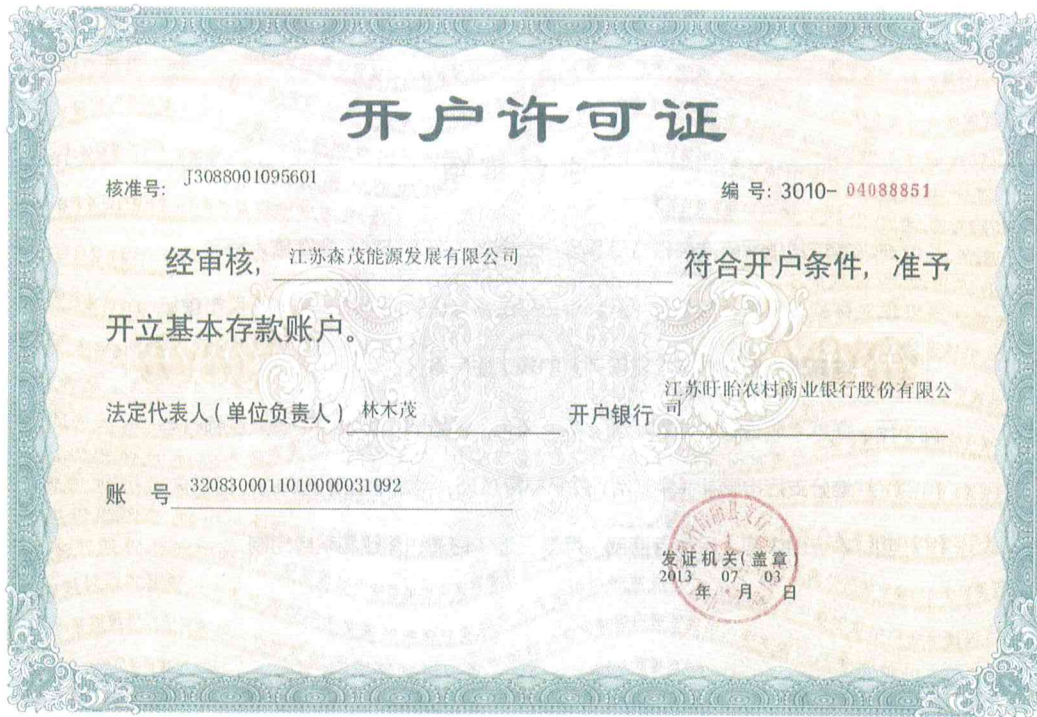 开户许可证
核准号: J3088001095601
编 号: 3010- 04088851
经审核, 江苏森茂能源发展有限公司 符合开户条件, 准予
开立基本存款账户。
法定代表人(单位负责人) 林木茂 开户银行 江苏盱眙农村商业银行股份有限公
司
账 号 3208300011010000031092
发证机关(盖章)
2013 07 03
年 月 日